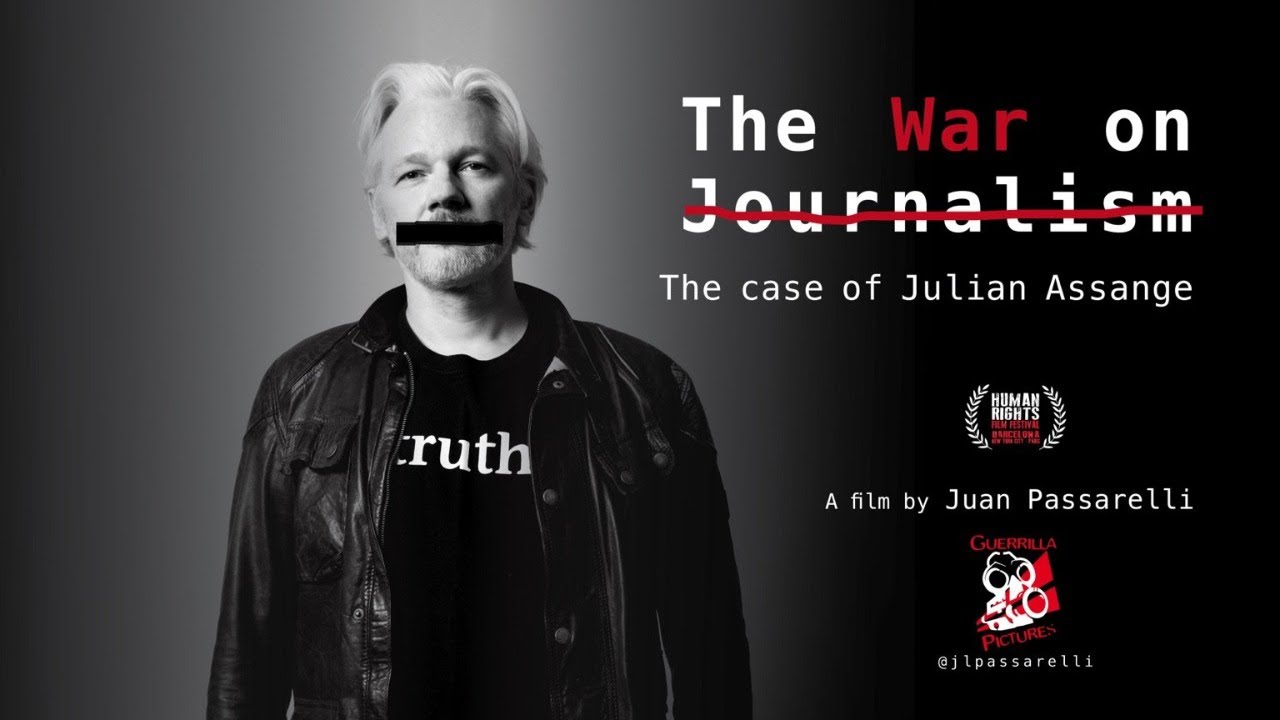 The War on
Journalism
The case of Julian Assange
truth
HUMAN
RIGHTS
FILM FESTIVAL
BARCELONA
NEW YORK CITY PARIS
A film by Juan Passarelli
GUERRILLA
PICTURES
@jlpassarelli